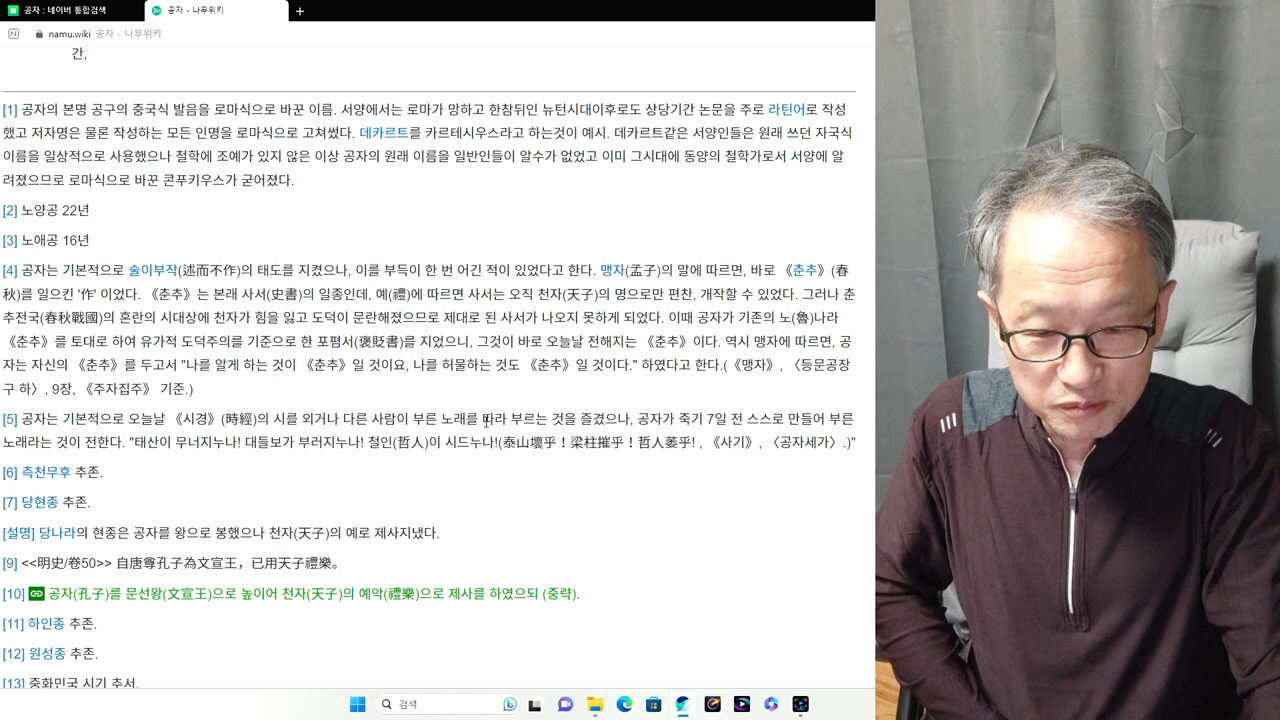 공자 : 네이버 통합검색
공자 - 나무위키
namu.wiki 공자 - 나무위키
간,
[1] 공자의 본명 공구의 중국식 발음을 로마식으로 바꾼 이름. 서양에서는 로마가 망하고 한참뒤인 뉴턴시대이후로도 상당기간 논문을 주로 라틴어로 작성
했고 저자명은 물론 작성하는 모든 인명을 로마식으로 고쳐썼다. 데카르트를 카르테시우스라고 하는것이 예시. 데카르트같은 서양인들은 원래 쓰던 자국식
이름을 일상적으로 사용했으나 철학에 조예가 있지 않은 이상 공자의 원래 이름을 일반인들이 알수가 없었고 이미 그시대에 동양의 철학가로서 서양에 알
려졌으므로 로마식으로 바꾼 콘푸키우스가 굳어졌다.
[2] 노양공 22년
[3] 노애공 16년
[4] 공자는 기본적으로 술이부작(述而不作)의 태도를 지켰으나, 이를 부득이 한 번 어긴 적이 있었다고 한다. 맹자(孟子)의 말에 따르면, 바로 《춘추》(春
秋)를 일으킨 '作' 이었다. 《춘추》는 본래 사서(史書)의 일종인데, 예(禮)에 따르면 사서는 오직 천자(天子)의 명으로만 편찬, 개작할 수 있었다. 그러나 춘
추전국(春秋戰國)의 혼란의 시대상에 천자가 힘을 잃고 도덕이 문란해졌으므로 제대로 된 사서가 나오지 못하게 되었다. 이때 공자가 기존의 노(魯)나라
《춘추》를 토대로 하여 유가적 도덕주의를 기준으로 한 포폄서(褒貶書)를 지었으니, 그것이 바로 오늘날 전해지는 《춘추》이다. 역시 맹자에 따르면, 공
자는 자신의 《춘추》를 두고서 "나를 알게 하는 것이 《춘추》일 것이요, 나를 허물하는 것도 《춘추》일 것이다." 하였다고 한다.(《맹자》, 〈등문공장
구 하〉, 9장, 《주자집주》 기준.)
[5] 공자는 기본적으로 오늘날 《시경》(時經)의 시를 외거나 다른 사람이 부른 노래를 따라 부르는 것을 즐겼으나, 공자가 죽기 7일 전 스스로 만들어 부른
노래라는 것이 전한다. "태산이 무너지누나! 대들보가 부러지누나! 철인(哲人)이 시드누나!(泰山壞乎！梁柱摧乎！哲人萎乎! , 《사기》, 〈공자세가〉.)"
[6] 측천무후 추존.
[7] 당현종 추존.
[설명] 당나라의 현종은 공자를 왕으로 봉했으나 천자(天子)의 예로 제사지냈다.
[9] <<明史/卷50>> 自唐尊孔子為文宣王，已用天子禮樂。
[10] 공자(孔子)를 문선왕(文宣王)으로 높이어 천자(天子)의 예악(禮樂)으로 제사를 하였으되 (중략).
[11] 하인종 추존.
[12] 원성종 추존.
[13] 중화민국 시기 추서.
검색